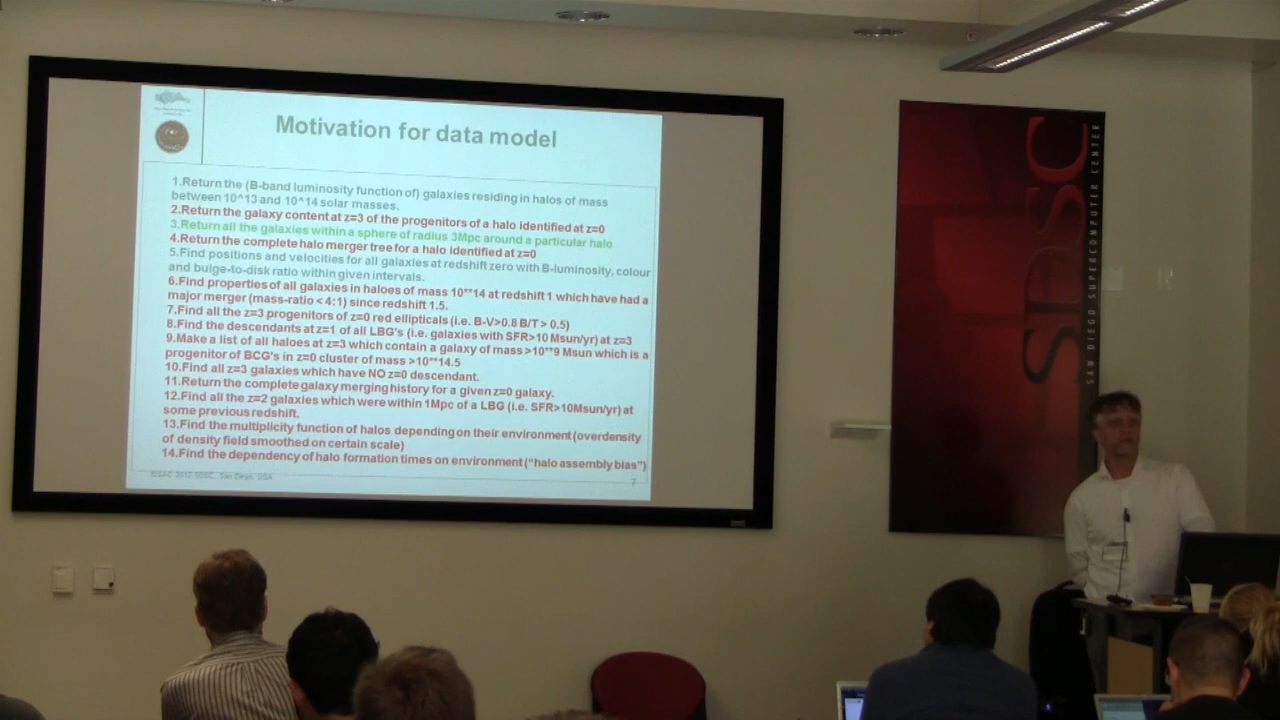 Motivation for data model
1.Return the (B-band luminosity function of) galaxies residing in halos of mass
between 10^13 and 10^14 solar masses.
2.Return the galaxy content at z=3 of the progenitors of a halo identified at z=0
3.Return all the galaxies within a sphere of radius 3Mpc around a particular halo
4.Return the complete halo merger tree for a halo identified at z=0
5.Find positions and velocities for all galaxies at redshift zero with B-luminosity, colour
and bulge-to-disk ratio within given intervals.
6.Find properties of all galaxies in haloes of mass 10**14 at redshift 1 which have had a
major merger (mass-ratio < 4:1) since redshift 1.5.
7.Find all the z=3 progenitors of z=0 red ellipticals (i.e. B-V>0.8 B/T > 0.5)
8.Find the descendants at z=1 of all LBG's (i.e. galaxies with SFR>10 Msun/yr) at z=3
9.Make a list of all haloes at z=3 which contain a galaxy of mass >10**9 Msun which is a
progenitor of BCG's in z=0 cluster of mass >10**14.5
10.Find all z=3 galaxies which have NO z=0 descendant.
11.Return the complete galaxy merging history for a given z=0 galaxy.
12.Find all the z=2 galaxies which were within 1Mpc of a LBG (i.e. SFR>10Msun/yr) at
some previous redshift.
13.Find the multiplicity function of halos depending on their environment (overdensity
of density field smoothed on certain scale)
14.Find the dependency of halo formation times on environment ("halo assembly bias")
SDSC, San Diego, USA
7
SDSC
SAN DIEGO SUPERCOMPUTER CENTER